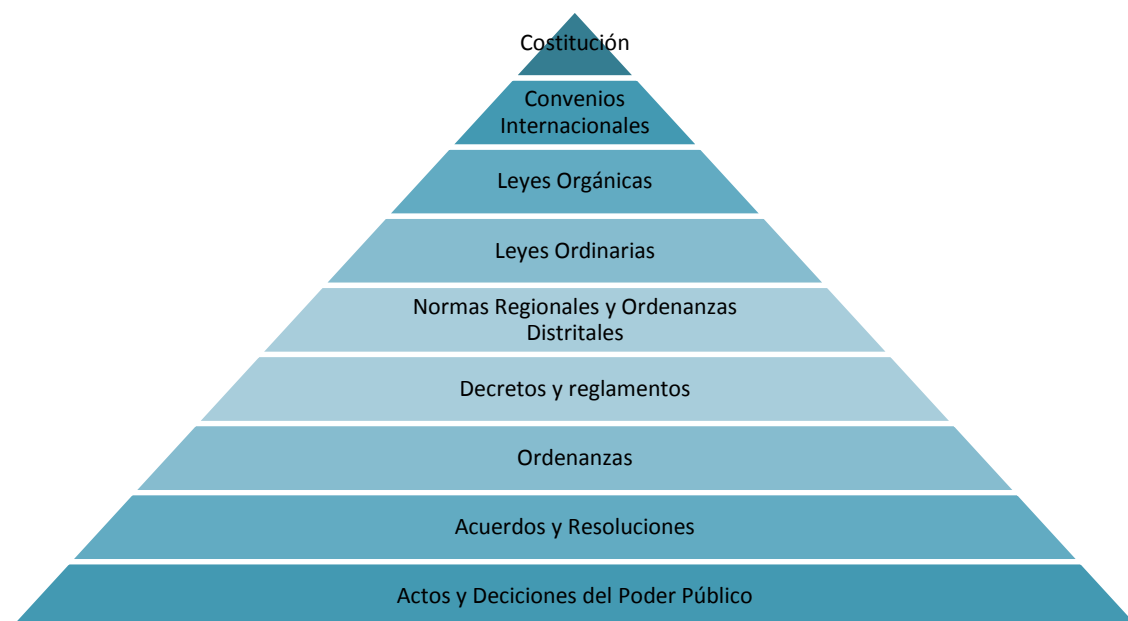 Costitución
Convenios
Internacionales
Leyes Orgánicas
Leyes Ordinarias
Normas Regionales y Ordenanzas
Distritales
Decretos y reglamentos
Ordenanzas
Acuerdos y Resoluciones
Actos y Deciciones del Poder Público